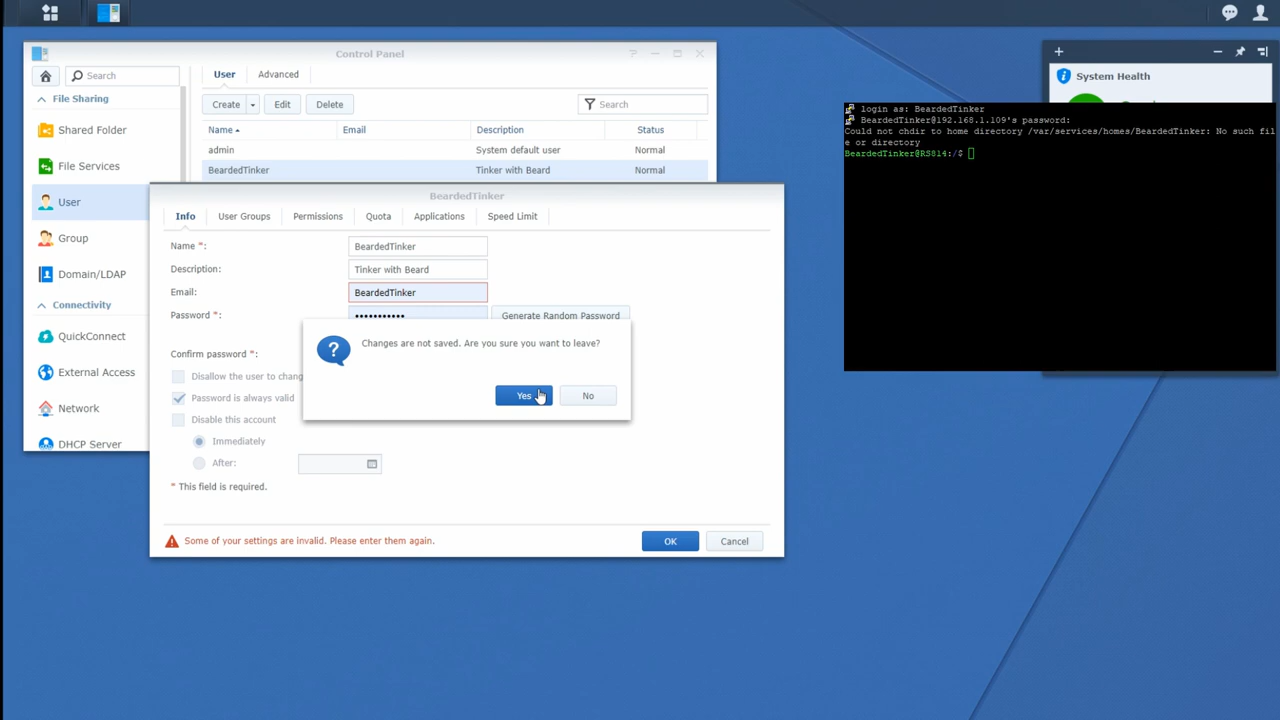 Control Panel
Search
User
Advanced
File Sharing
Create
Edit
Delete
Search
Name
Email
Description
Status
admin
System default user
Normal
BeardedTinker
Tinker with Beard
Normal
Shared Folder
File Services
User
Group
Domain/LDAP
Connectivity
QuickConnect
External Access
Network
DHCP Server
BeardedTinker
Info
User Groups
Permissions
Quota
Applications
Speed Limit
Name *:
BeardedTinker
Description:
Tinker with Beard
Email:
BeardedTinker
Password *:
•••••••••••
Generate Random Password
Confirm password *:
Disallow the user to chang
Password is always valid
Disable this account
Immediately
After:
* This field is required.
Changes are not saved. Are you sure you want to leave?
Yes
No
Some of your settings are invalid. Please enter them again.
OK
Cancel
System Health
login as: BeardedTinker
BeardedTinker@192.168.1.109's password:
Could not chdir to home directory /var/services/homes/BeardedTinker: No such fil
e or directory
BeardedTinker@RS814:/$